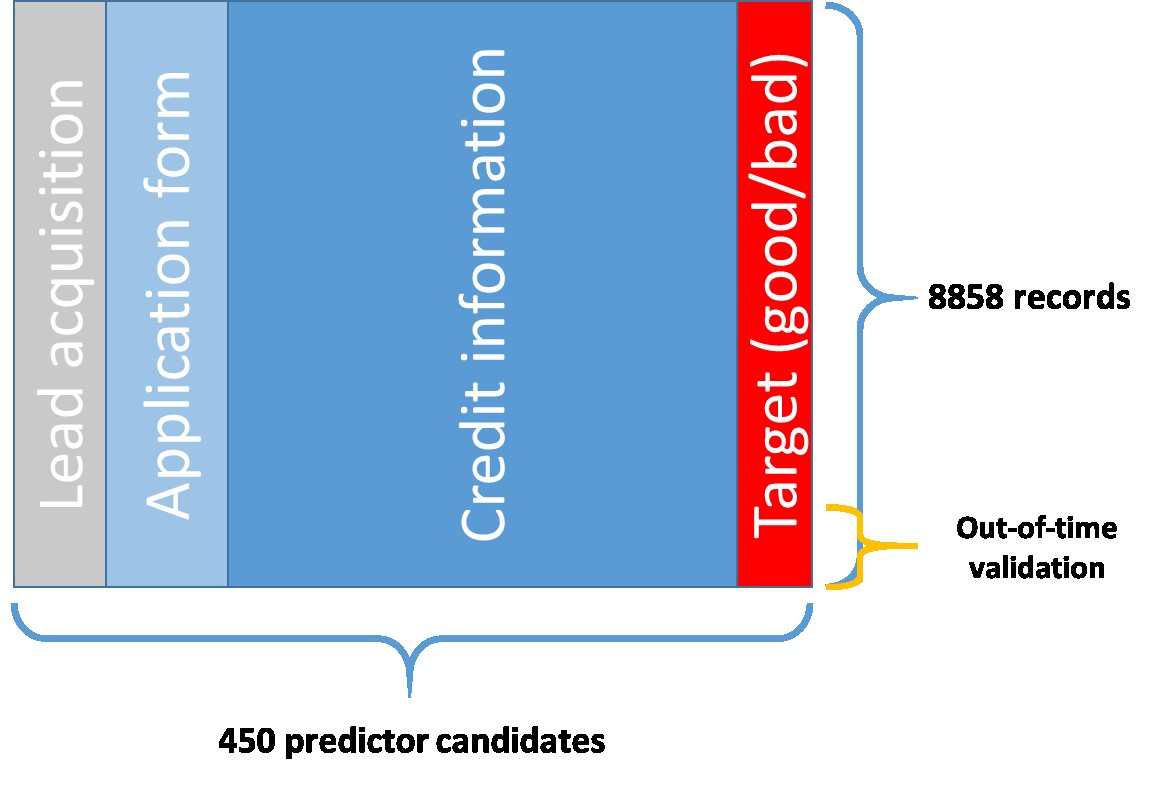 Lead acquisition
Application form
Credit information
Target (good/bad)
8858 records
Out-of-time
validation
450 predictor candidates